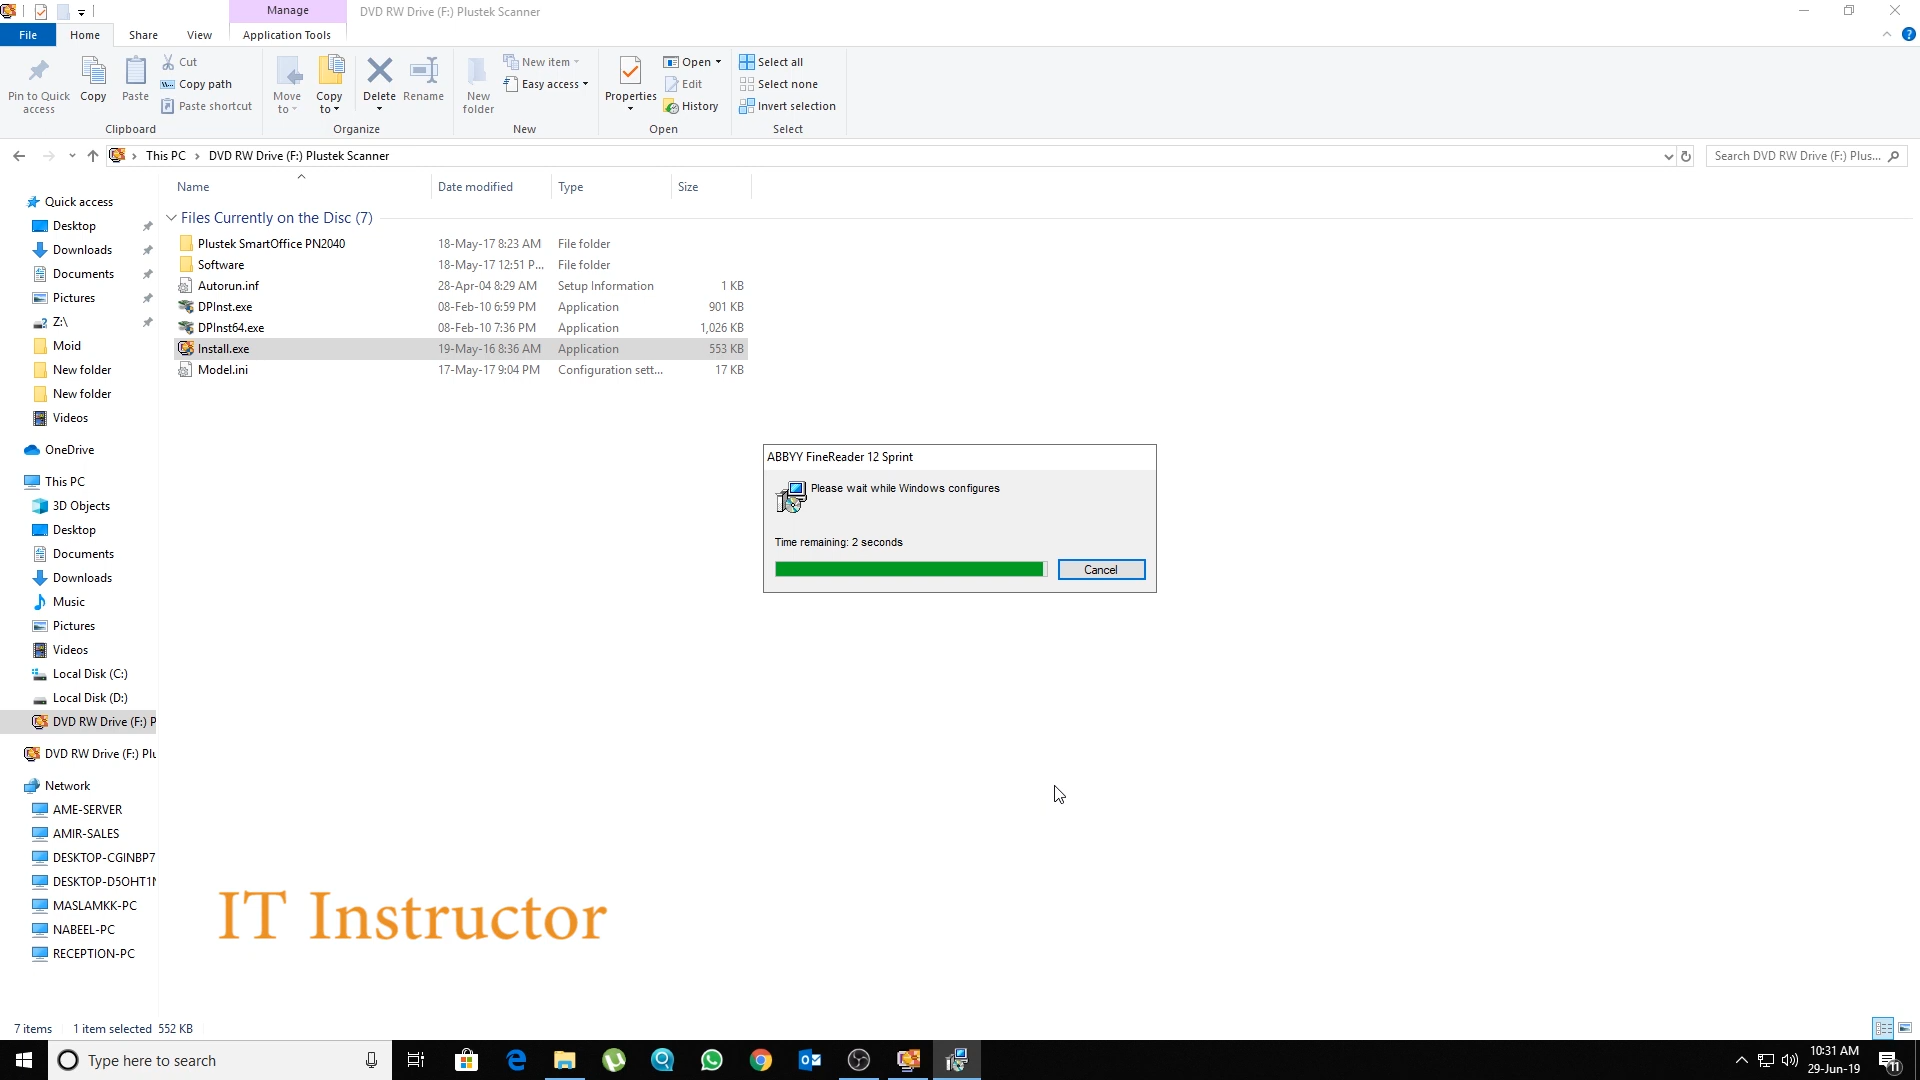 Manage
DVD RW Drive (F:) Plustek Scanner
File
Home
Share
View
Application Tools
Pin to Quick access
Copy
Paste
Cut
Copy path
Paste shortcut
Clipboard
Move to
Copy to
Delete
Rename
Organize
New folder
New item
Easy access
New
Properties
Open
Edit
History
Open
Select all
Select none
Invert selection
Select
This PC
DVD RW Drive (F:) Plustek Scanner
Search DVD RW Drive (F:) Plus...
Name
Date modified
Type
Size
Files Currently on the Disc (7)
Plustek SmartOffice PN2040 18-May-17 8:23 AM File folder
Software 18-May-17 12:51 P... File folder
Autorun.inf 28-Apr-04 8:29 AM Setup Information 1 KB
DPInst.exe 08-Feb-10 6:59 PM Application 901 KB
DPInst64.exe 08-Feb-10 7:36 PM Application 1,026 KB
Install.exe 19-May-16 8:36 AM Application 553 KB
Model.ini 17-May-17 9:04 PM Configuration sett... 17 KB
Quick access
Desktop
Downloads
Documents
Pictures
Z:\
Moid
New folder
New folder
Videos
OneDrive
This PC
3D Objects
Desktop
Documents
Downloads
Music
Pictures
Videos
Local Disk (C:)
Local Disk (D:)
DVD RW Drive (F:) P
DVD RW Drive (F:) Plu
Network
AME-SERVER
AMIR-SALES
DESKTOP-CGINBP7
DESKTOP-D5OHT1
MASLAMKK-PC
NABEEL-PC
RECEPTION-PC
ABBYY FineReader 12 Sprint
Please wait while Windows configures
Time remaining: 2 seconds
Cancel
IT Instructor
7 items
1 item selected 552 KB
Type here to search
10:31 AM
29-Jun-19
11